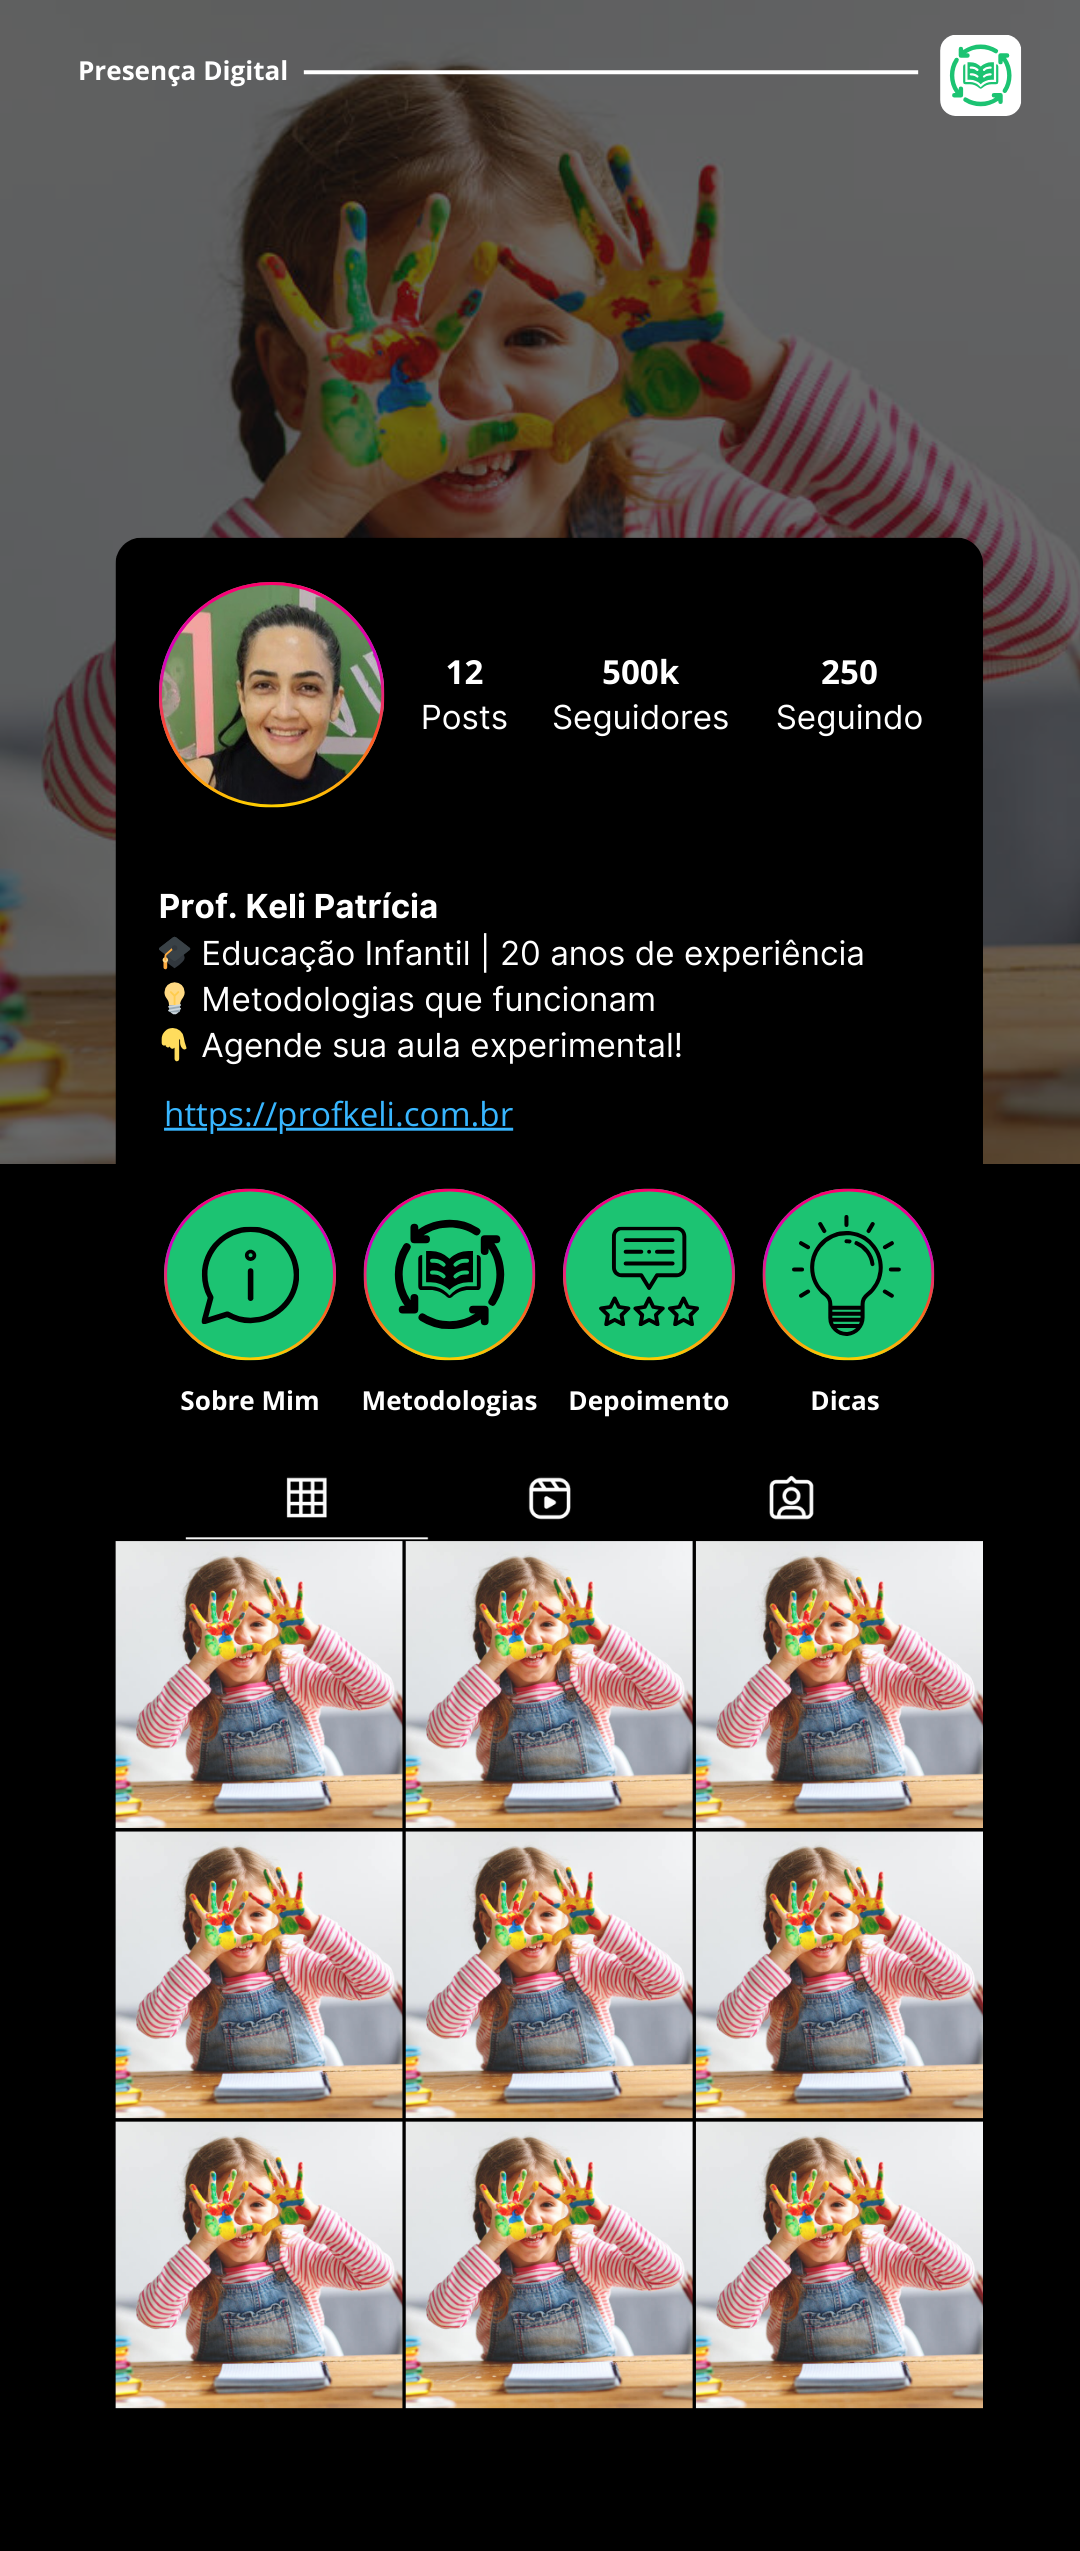 Presença Digital
12 500k 250
Posts Seguidores Seguindo
Prof. Keli Patrícia
🎓 Educação Infantil | 20 anos de experiência
💡 Metodologias que funcionam
👇 Agende sua aula experimental!
https://profkeli.com.br
Sobre Mim Metodologias Depoimento Dicas